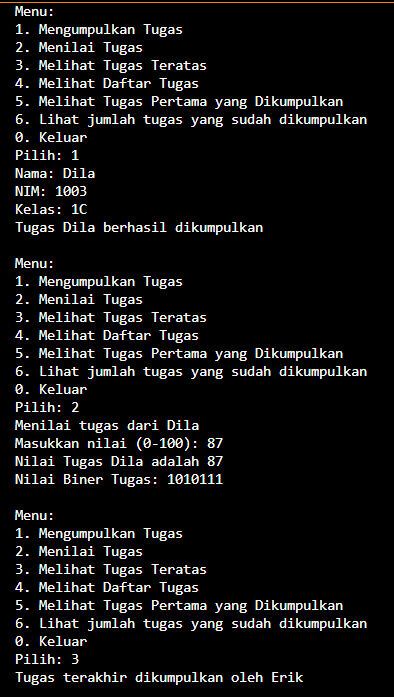 Menu:
1. Mengumpulkan Tugas
2. Menilai Tugas
3. Melihat Tugas Teratas
4. Melihat Daftar Tugas
5. Melihat Tugas Pertama yang Dikumpulkan
6. Lihat jumlah tugas yang sudah dikumpulkan
0. Keluar
Pilih: 1
Nama: Dila
NIM: 1003
Kelas: 1C
Tugas Dila berhasil dikumpulkan

Menu:
1. Mengumpulkan Tugas
2. Menilai Tugas
3. Melihat Tugas Teratas
4. Melihat Daftar Tugas
5. Melihat Tugas Pertama yang Dikumpulkan
6. Lihat jumlah tugas yang sudah dikumpulkan
0. Keluar
Pilih: 2
Menilai tugas dari Dila
Masukkan nilai (0-100): 87
Nilai Tugas Dila adalah 87
Nilai Biner Tugas: 1010111

Menu:
1. Mengumpulkan Tugas
2. Menilai Tugas
3. Melihat Tugas Teratas
4. Melihat Daftar Tugas
5. Melihat Tugas Pertama yang Dikumpulkan
6. Lihat jumlah tugas yang sudah dikumpulkan
0. Keluar
Pilih: 3
Tugas terakhir dikumpulkan oleh Erik